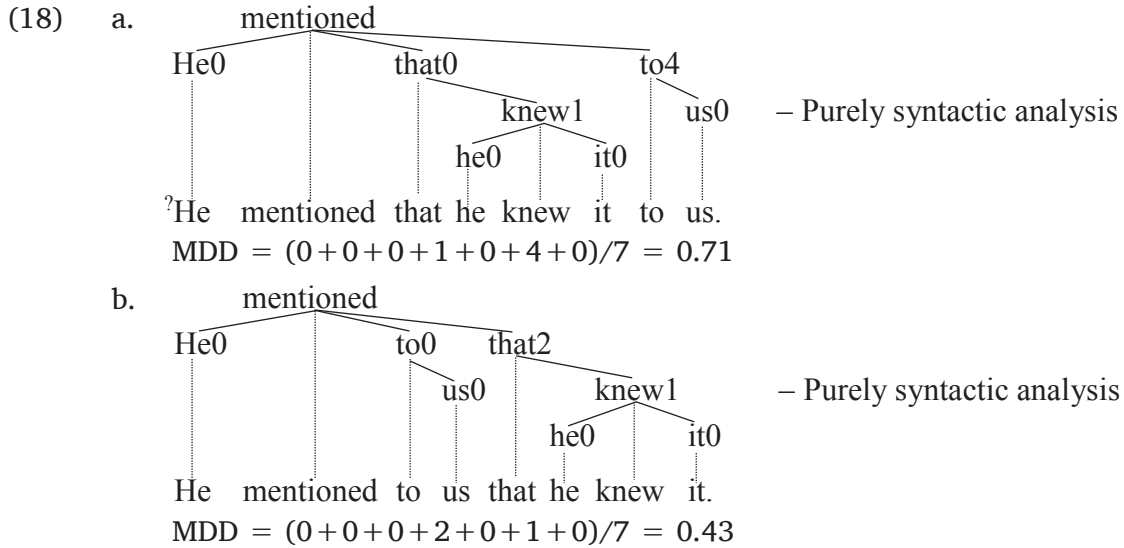 (18) a. mentioned
He0 that0 to4
knew1 us0 – Purely syntactic analysis
he0 it0
?He mentioned that he knew it to us.
MDD = (0+0+0+1+0+4+0)/7 = 0.71
b. mentioned
He0 to0 that2
us0 knew1 – Purely syntactic analysis
he0 it0
He mentioned to us that he knew it.
MDD = (0+0+0+2+0+1+0)/7 = 0.43